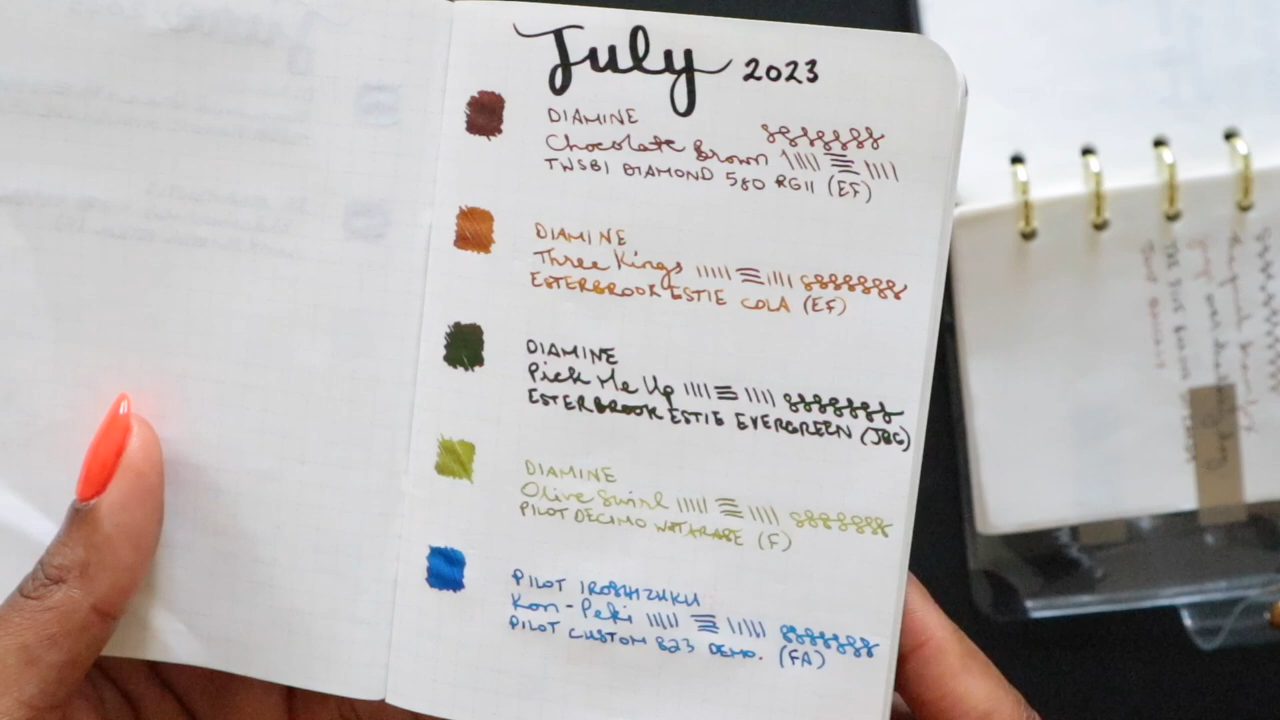 July 2023
DIAMINE
Chocolate Brown
TWSBI DIAMOND 580 RGII (EF)
DIAMINE
Three Kings
ESTERBROOK ESTIE COLA (EF)
DIAMINE
Pick Me Up
ESTERBROOK ESTIE EVERGREEN (JBG)
DIAMINE
Olive Swirl
PILOT DECIMO (F)
PILOT IROSHIZUKU
Kon-Peki
PILOT CUSTOM 823 DEMO. (FA)